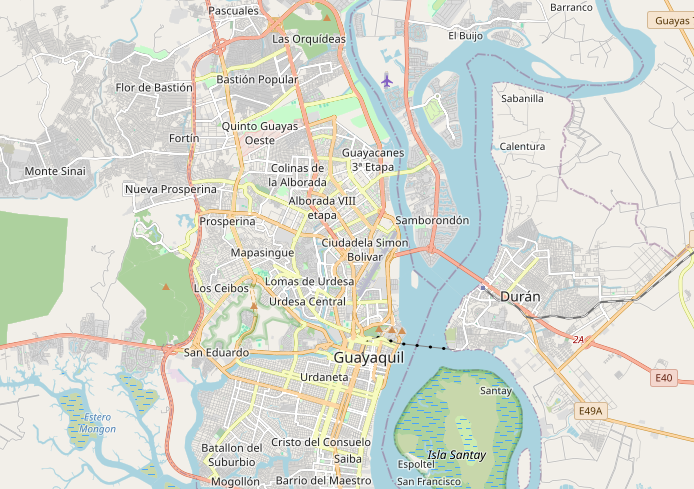 Barranco
Pascuales
Guayas
El Buijo
Las Orquídeas
Bastión Popular
Flor de Bastión
Sabanilla
Quinto Guayas
Oeste
Fortín
Calentura
Guayacanes
3ª Etapa
Monte Sinai
Colinas de
la Alborada
Nueva Prosperina
Alborada VIII
etapa
Prosperina
Samborondón
Ciudadela Simon
Bolivar
Mapasingue
Lomas de Urdesa
Los Ceibos
Urdesa Central
Durán
2A
San Eduardo
Guayaquil
Urdaneta
E40
Santay
E49A
Estero
Mongon
Cristo del Consuelo
Batallon del
Suburbio
Isla Santay
Saiba
Espoltel
Mogollón
Barrio del Maestro
San Francisco